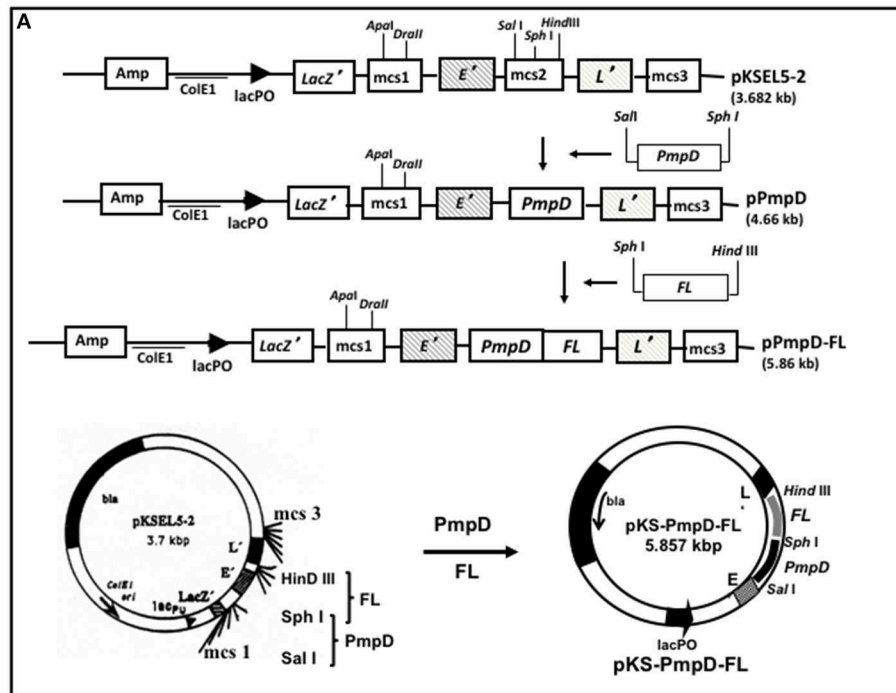 A
ApaI
DraII
Sal I
Sph I
HindIII
Amp
ColE1
lacPO
LacZ′
mcs1
E′
mcs2
L′
mcs3
pKSEL5-2
(3.682 kb)
SalI
Sph I
PmpD
ApaI
DraII
Amp
ColE1
lacPO
LacZ′
mcs1
E′
PmpD
L′
mcs3
pPmpD
(4.66 kb)
Sph I
Hind III
FL
ApaI
DraII
Amp
ColE1
lacPO
LacZ′
mcs1
E′
PmpD
FL
L′
mcs3
pPmpD-FL
(5.86 kb)
bla
pKSEL5-2
3.7 kbp
mcs 3
L′
E′
LacZ′
ColE1
ori
lacPU
mcs 1
HinD III
Sph I
Sal I
FL
PmpD
PmpD
FL
bla
pKS-PmpD-FL
5.857 kbp
L
E
Hind III
FL
Sph I
PmpD
Sal I
lacPO
pKS-PmpD-FL